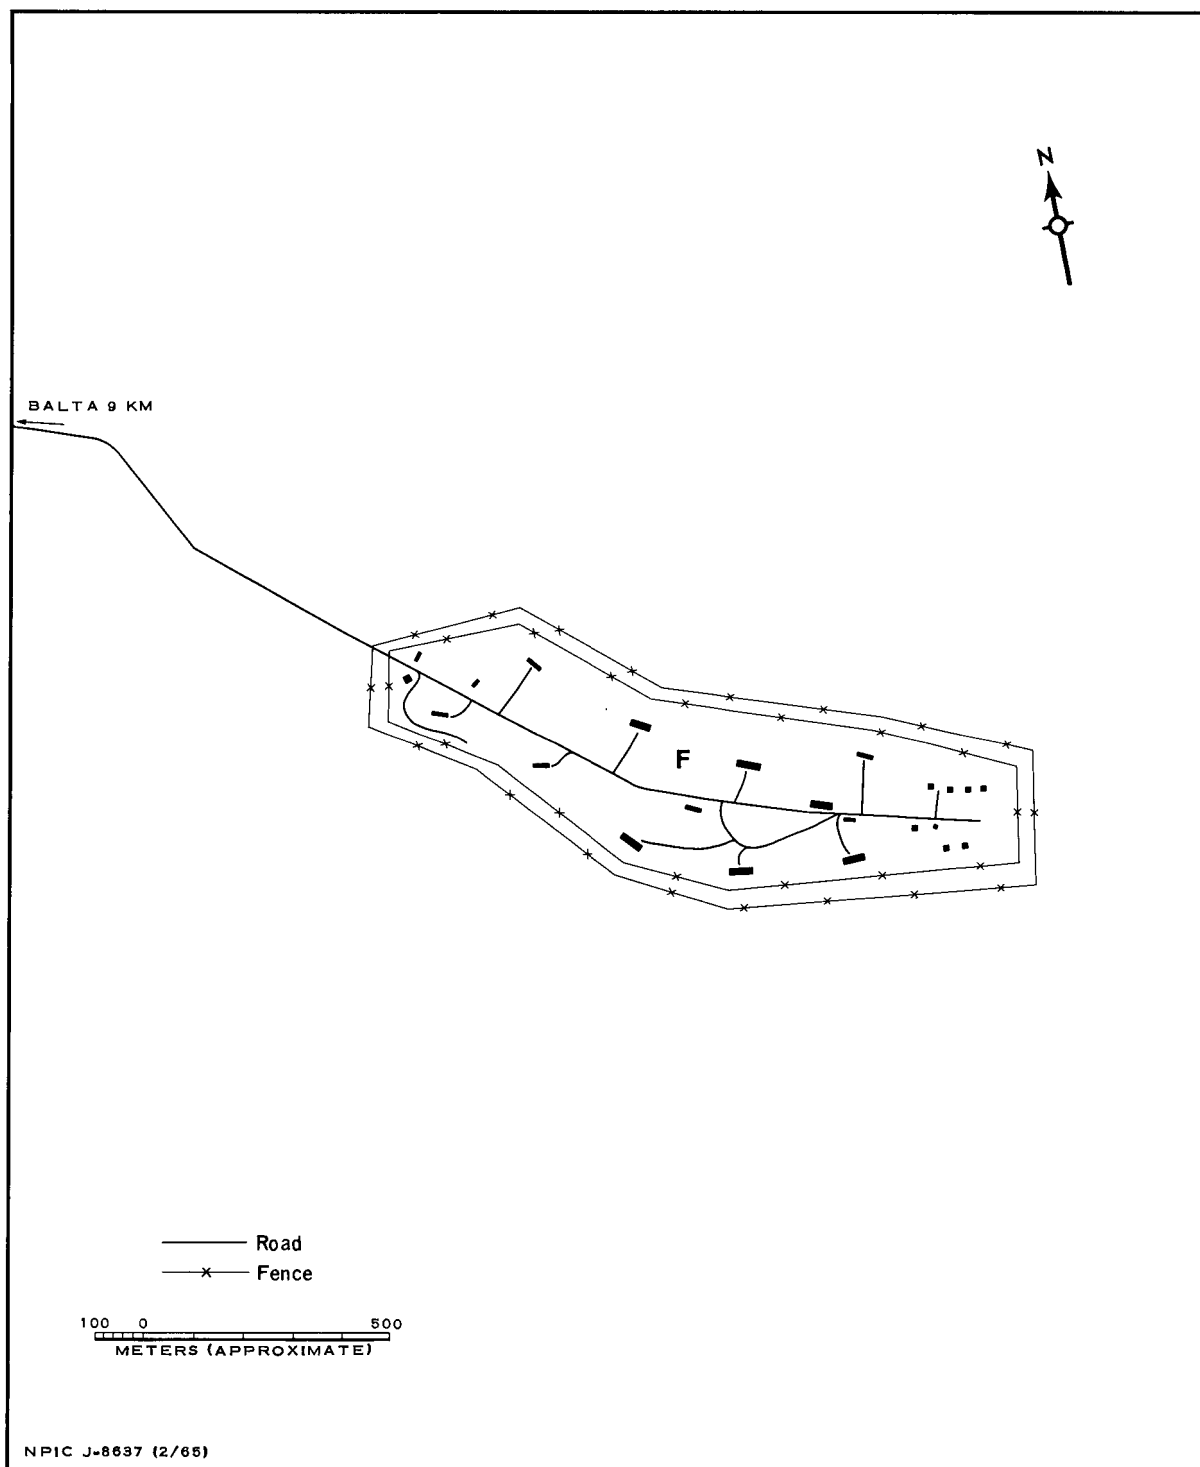 N
BALTA 9 KM
F
Road
Fence
100 0 500
METERS (APPROXIMATE)
NPIC J-8637 (2/65)